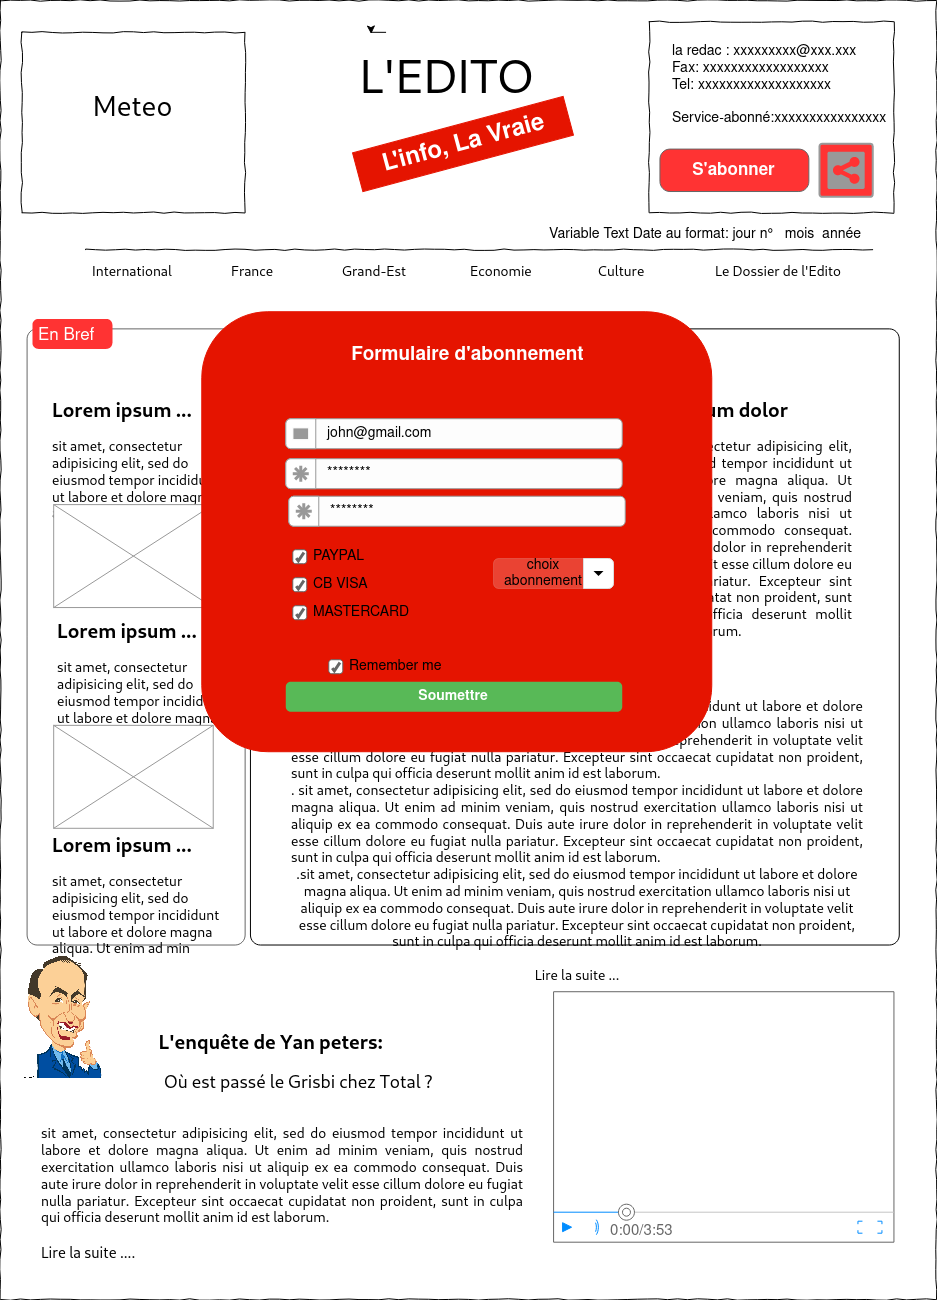 Meteo
L'EDITO
L'info, La Vraie
la redac : xxxxxxxxx@xxx.xxx
Fax: xxxxxxxxxxxxxxxxxx
Tel: xxxxxxxxxxxxxxxxxxx
Service-abonné:xxxxxxxxxxxxxxxx
S'abonner
Variable Text Date au format: jour n° mois année
International France Grand-Est Economie Culture Le Dossier de l'Edito
En Bref
Lorem ipsum ...
sit amet, consectetur
adipisicing elit, sed do
eiusmod tempor incididu
ut labore et dolore magn
Lorem ipsum ...
sit amet, consectetur
adipisicing elit, sed do
eiusmod tempor incidid
ut labore et dolore magna
Lorem ipsum ...
sit amet, consectetur
adipisicing elit, sed do
eiusmod tempor incididunt
ut labore et dolore magna
aliqua. Ut enim ad min
Formulaire d'abonnement
john@gmail.com
********
********
PAYPAL
CB VISA
MASTERCARD
choix
abonnement
Remember me
Soumettre
um dolor
ectetur adipisicing elit,
d tempor incididunt ut
ore magna aliqua. Ut
veniam, quis nostrud
lamco laboris nisi ut
commodo consequat.
dolor in reprehenderit
t esse cillum dolore eu
riatur. Excepteur sint
tat non proident, sunt
fficia deserunt mollit
rum.
idunt ut labore et dolore
on ullamco laboris nisi ut
prehenderit in voluptate velit
esse cillum dolore eu fugiat nulla pariatur. Excepteur sint occaecat cupidatat non proident,
sunt in culpa qui officia deserunt mollit anim id est laborum.
. sit amet, consectetur adipisicing elit, sed do eiusmod tempor incididunt ut labore et dolore
magna aliqua. Ut enim ad minim veniam, quis nostrud exercitation ullamco laboris nisi ut
aliquip ex ea commodo consequat. Duis aute irure dolor in reprehenderit in voluptate velit
esse cillum dolore eu fugiat nulla pariatur. Excepteur sint occaecat cupidatat non proident,
sunt in culpa qui officia deserunt mollit anim id est laborum.
.sit amet, consectetur adipisicing elit, sed do eiusmod tempor incididunt ut labore et dolore
magna aliqua. Ut enim ad minim veniam, quis nostrud exercitation ullamco laboris nisi ut
aliquip ex ea commodo consequat. Duis aute irure dolor in reprehenderit in voluptate velit
esse cillum dolore eu fugiat nulla pariatur. Excepteur sint occaecat cupidatat non proident,
sunt in culpa qui officia deserunt mollit anim id est laborum.
Lire la suite ...
L'enquête de Yan peters:
Où est passé le Grisbi chez Total ?
sit amet, consectetur adipisicing elit, sed do eiusmod tempor incididunt ut
labore et dolore magna aliqua. Ut enim ad minim veniam, quis nostrud
exercitation ullamco laboris nisi ut aliquip ex ea commodo consequat. Duis
aute irure dolor in reprehenderit in voluptate velit esse cillum dolore eu fugiat
nulla pariatur. Excepteur sint occaecat cupidatat non proident, sunt in culpa
qui officia deserunt mollit anim id est laborum.
Lire la suite ....
0:00/3:53